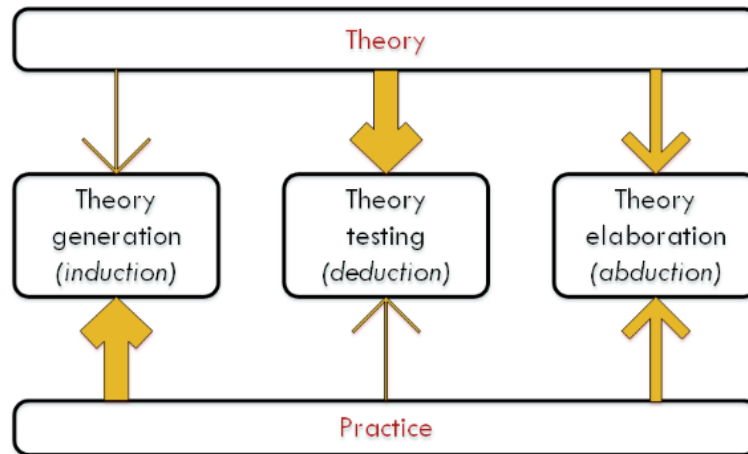 Theory
Theory
generation
(induction)
Theory
testing
(deduction)
Theory
elaboration
(abduction)
Practice